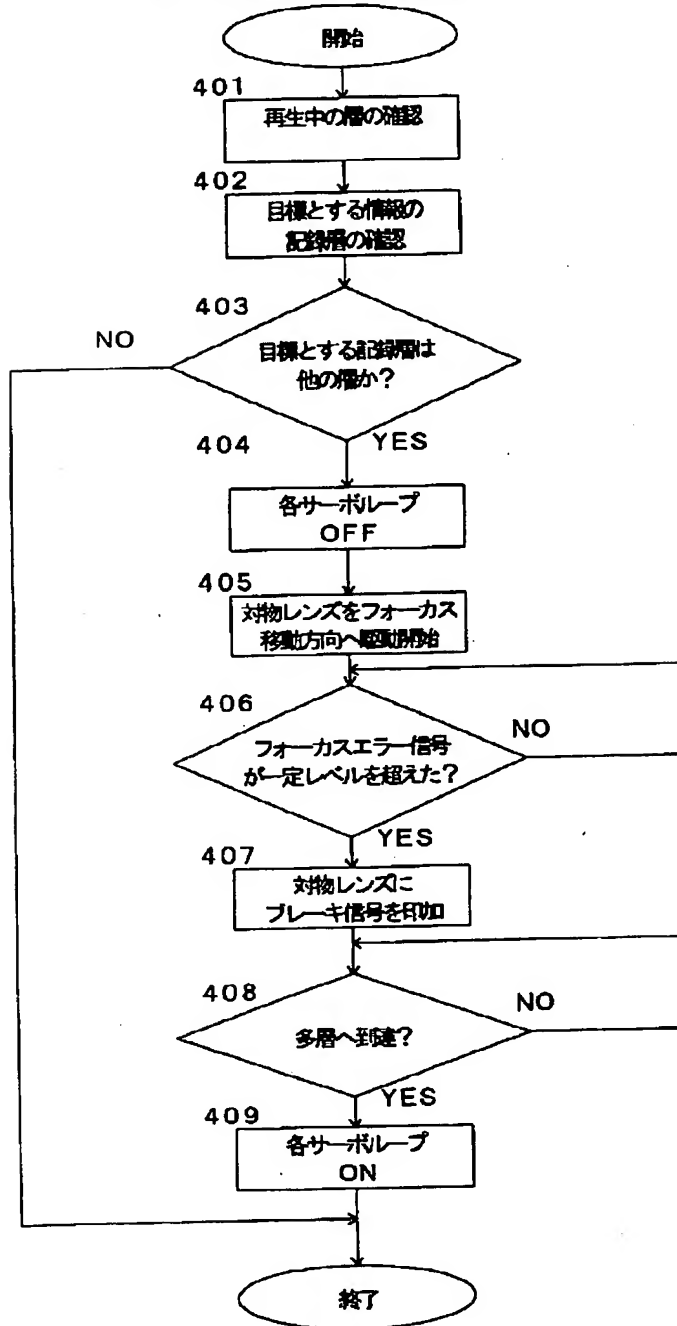 開始
401
再生中の層の確認
402
目標とする情報の
記録層の確認
403
NO
目標とする記録層は
他の層か?
404
YES
各サーボループ
OFF
405
対物レンズをフォーカス
移動方向へ駆動開始
406
NO
フォーカスエラー信号
が一定レベルを超えた?
YES
407
対物レンズに
ブレーキ信号を印加
408
NO
多層へ到達?
YES
409
各サーボループ
ON
終了